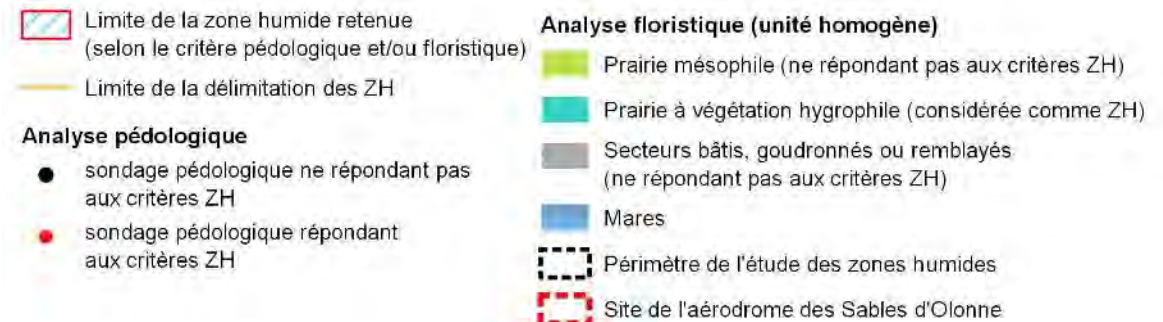 Limite de la zone humide retenue
(selon le critère pédologique et/ou floristique)
Limite de la délimitation des ZH
Analyse pédologique
sondage pédologique ne répondant pas
aux critères ZH
sondage pédologique répondant
aux critères ZH
Analyse floristique (unité homogène)
Prairie mésophile (ne répondant pas aux critères ZH)
Prairie à végétation hygrophile (considérée comme ZH)
Secteurs bâtis, goudronnés ou remblayés
(ne répondant pas aux critères ZH)
Mares
Périmètre de l'étude des zones humides
Site de l'aérodrome des Sables d'Olonne